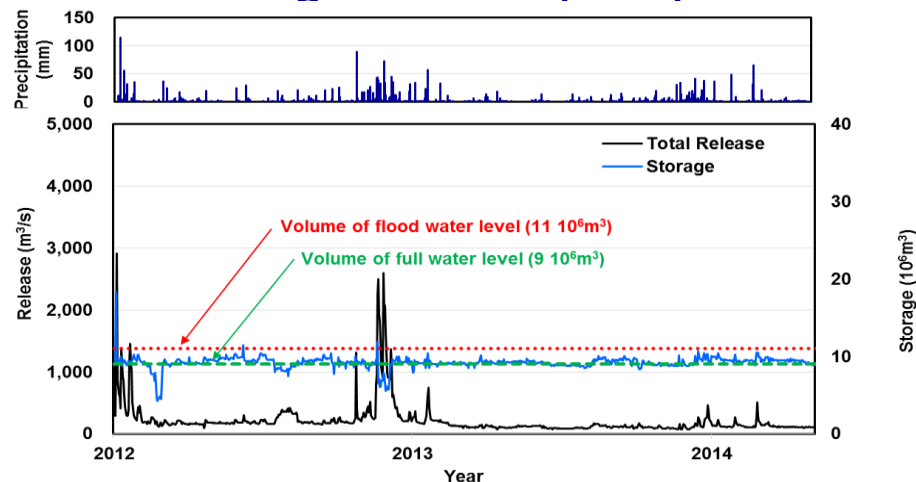 Precipitation
(mm)
150
100
50
0
5,000
4,000
3,000
2,000
1,000
0
Release (m³/s)
40
30
20
10
0
Storage (10⁶m³)
Total Release
Storage
Volume of flood water level (11 10⁶m³)
Volume of full water level (9 10⁶m³)
2012
2013
2014
Year